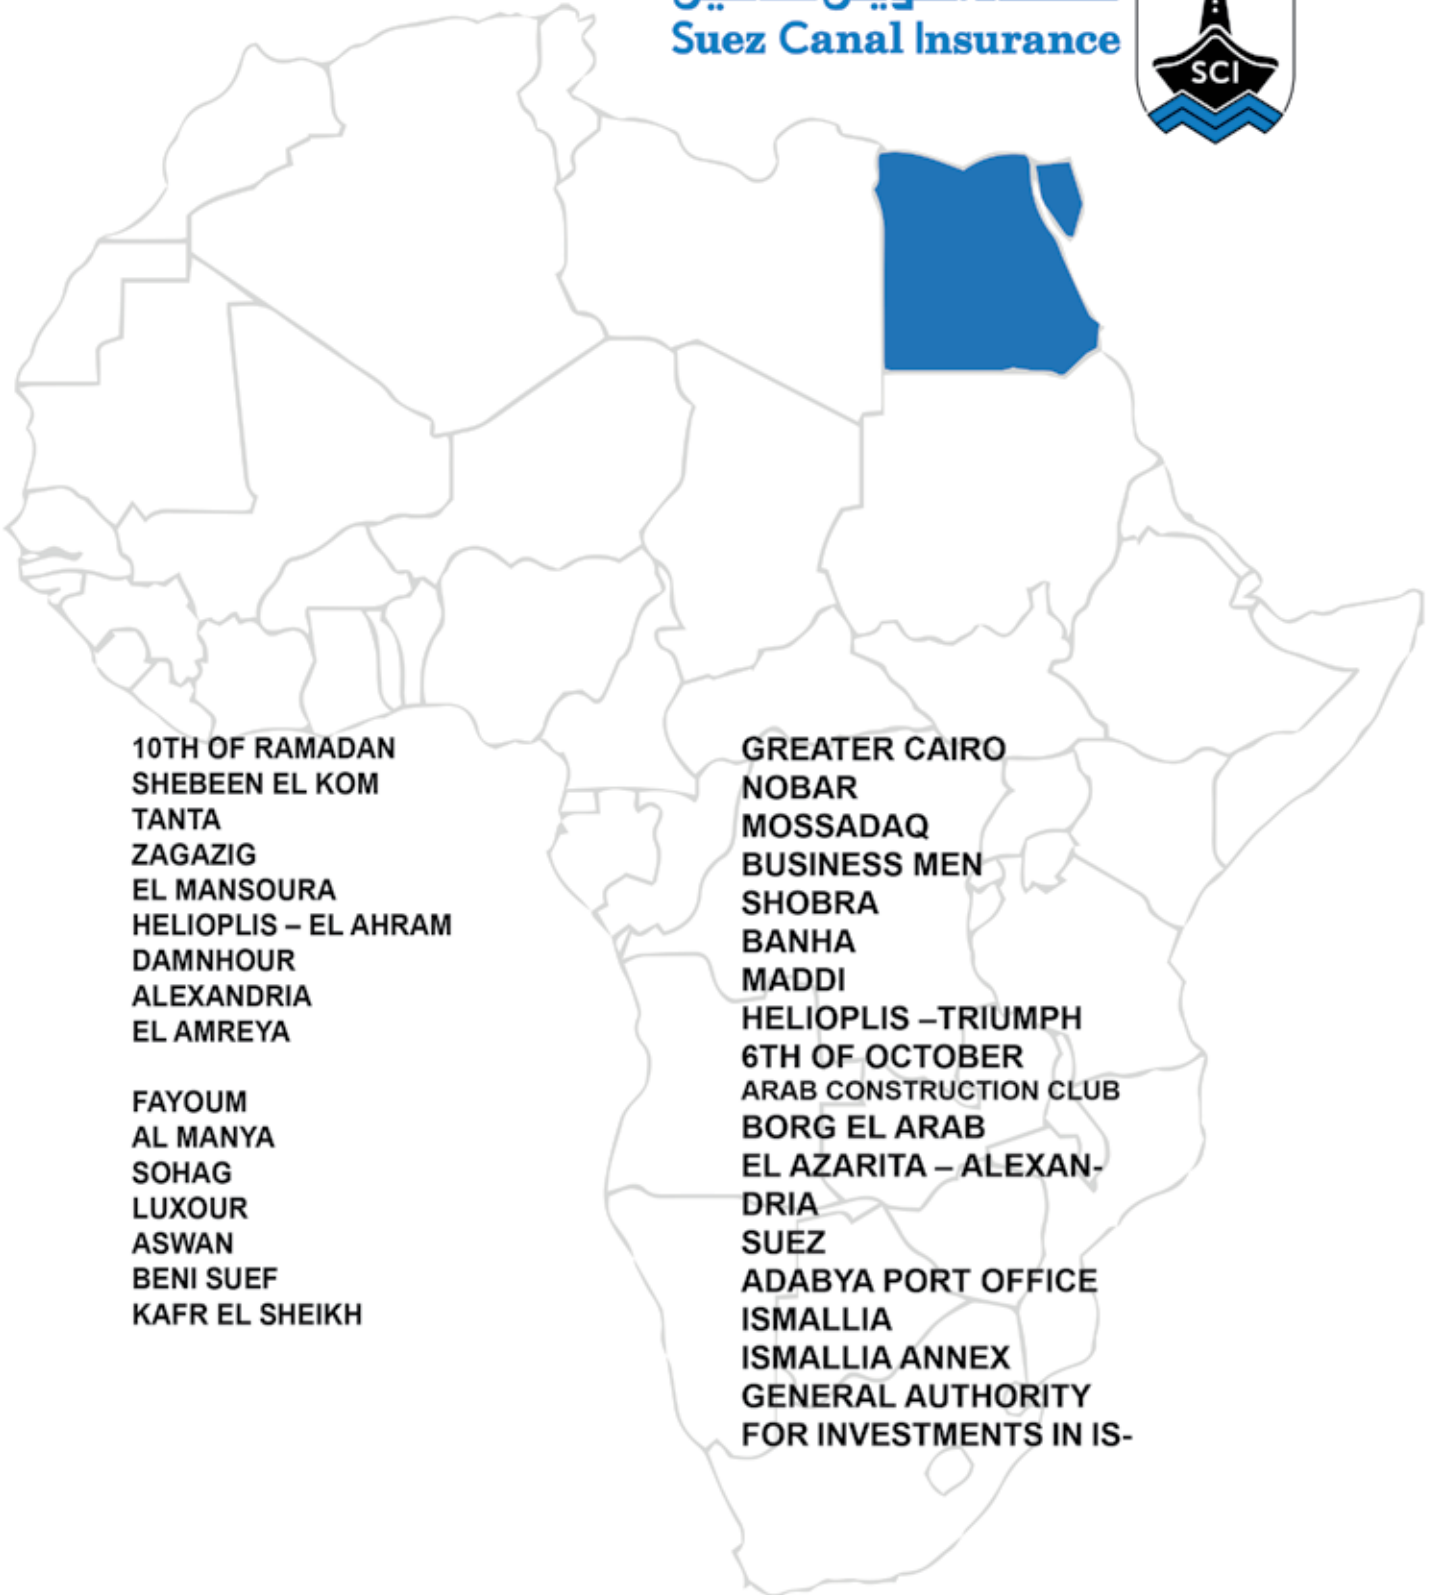 Suez Canal Insurance
SCI
10TH OF RAMADAN
SHEBEEN EL KOM
TANTA
ZAGAZIG
EL MANSOURA
HELIOPLIS – EL AHRAM
DAMNHOUR
ALEXANDRIA
EL AMREYA
FAYOUM
AL MANYA
SOHAG
LUXOUR
ASWAN
BENI SUEF
KAFR EL SHEIKH
GREATER CAIRO
NOBAR
MOSSADAQ
BUSINESS MEN
SHOBRA
BANHA
MADDI
HELIOPLIS –TRIUMPH
6TH OF OCTOBER
ARAB CONSTRUCTION CLUB
BORG EL ARAB
EL AZARITA – ALEXAN-
DRIA
SUEZ
ADABYA PORT OFFICE
ISMALLIA
ISMALLIA ANNEX
GENERAL AUTHORITY
FOR INVESTMENTS IN IS-